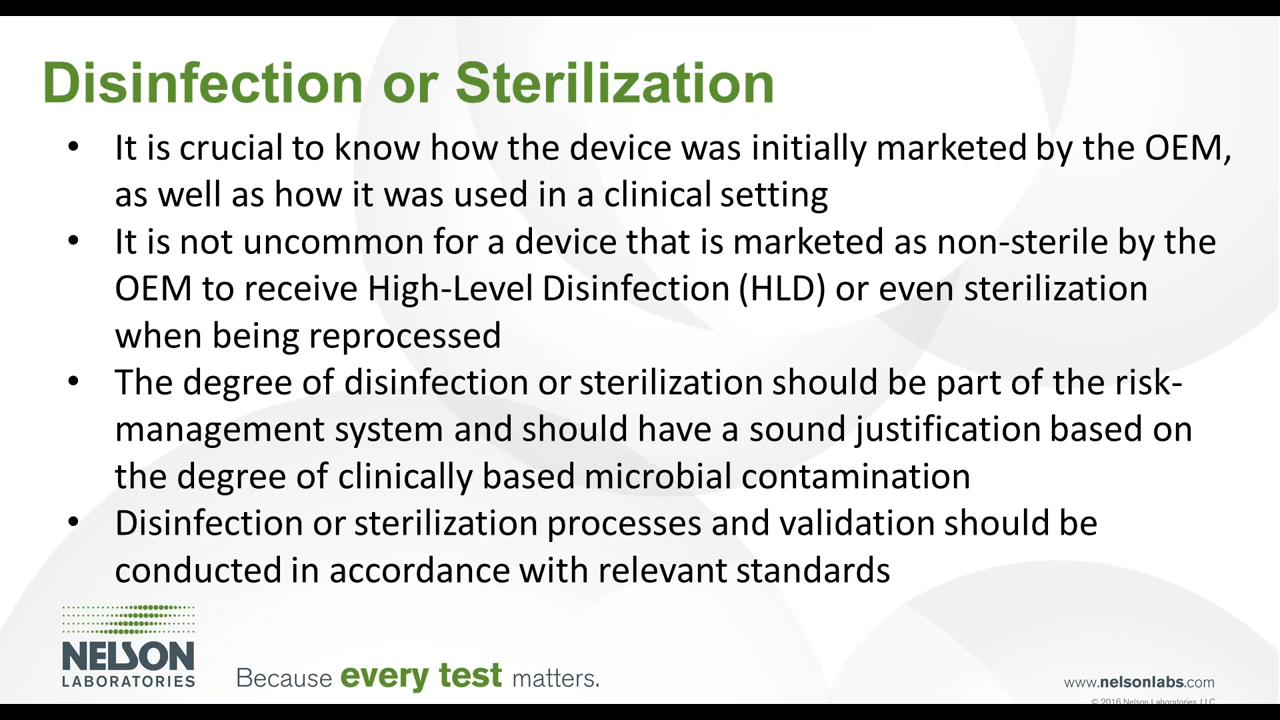 Disinfection or Sterilization
• It is crucial to know how the device was initially marketed by the OEM,
as well as how it was used in a clinical setting
• It is not uncommon for a device that is marketed as non-sterile by the
OEM to receive High-Level Disinfection (HLD) or even sterilization
when being reprocessed
• The degree of disinfection or sterilization should be part of the risk-
management system and should have a sound justification based on
the degree of clinically based microbial contamination
• Disinfection or sterilization processes and validation should be
conducted in accordance with relevant standards
NELSON
LABORATORIES
Because every test matters.
www.nelsonlabs.com
© 2016 Nelson Laboratories, LLC